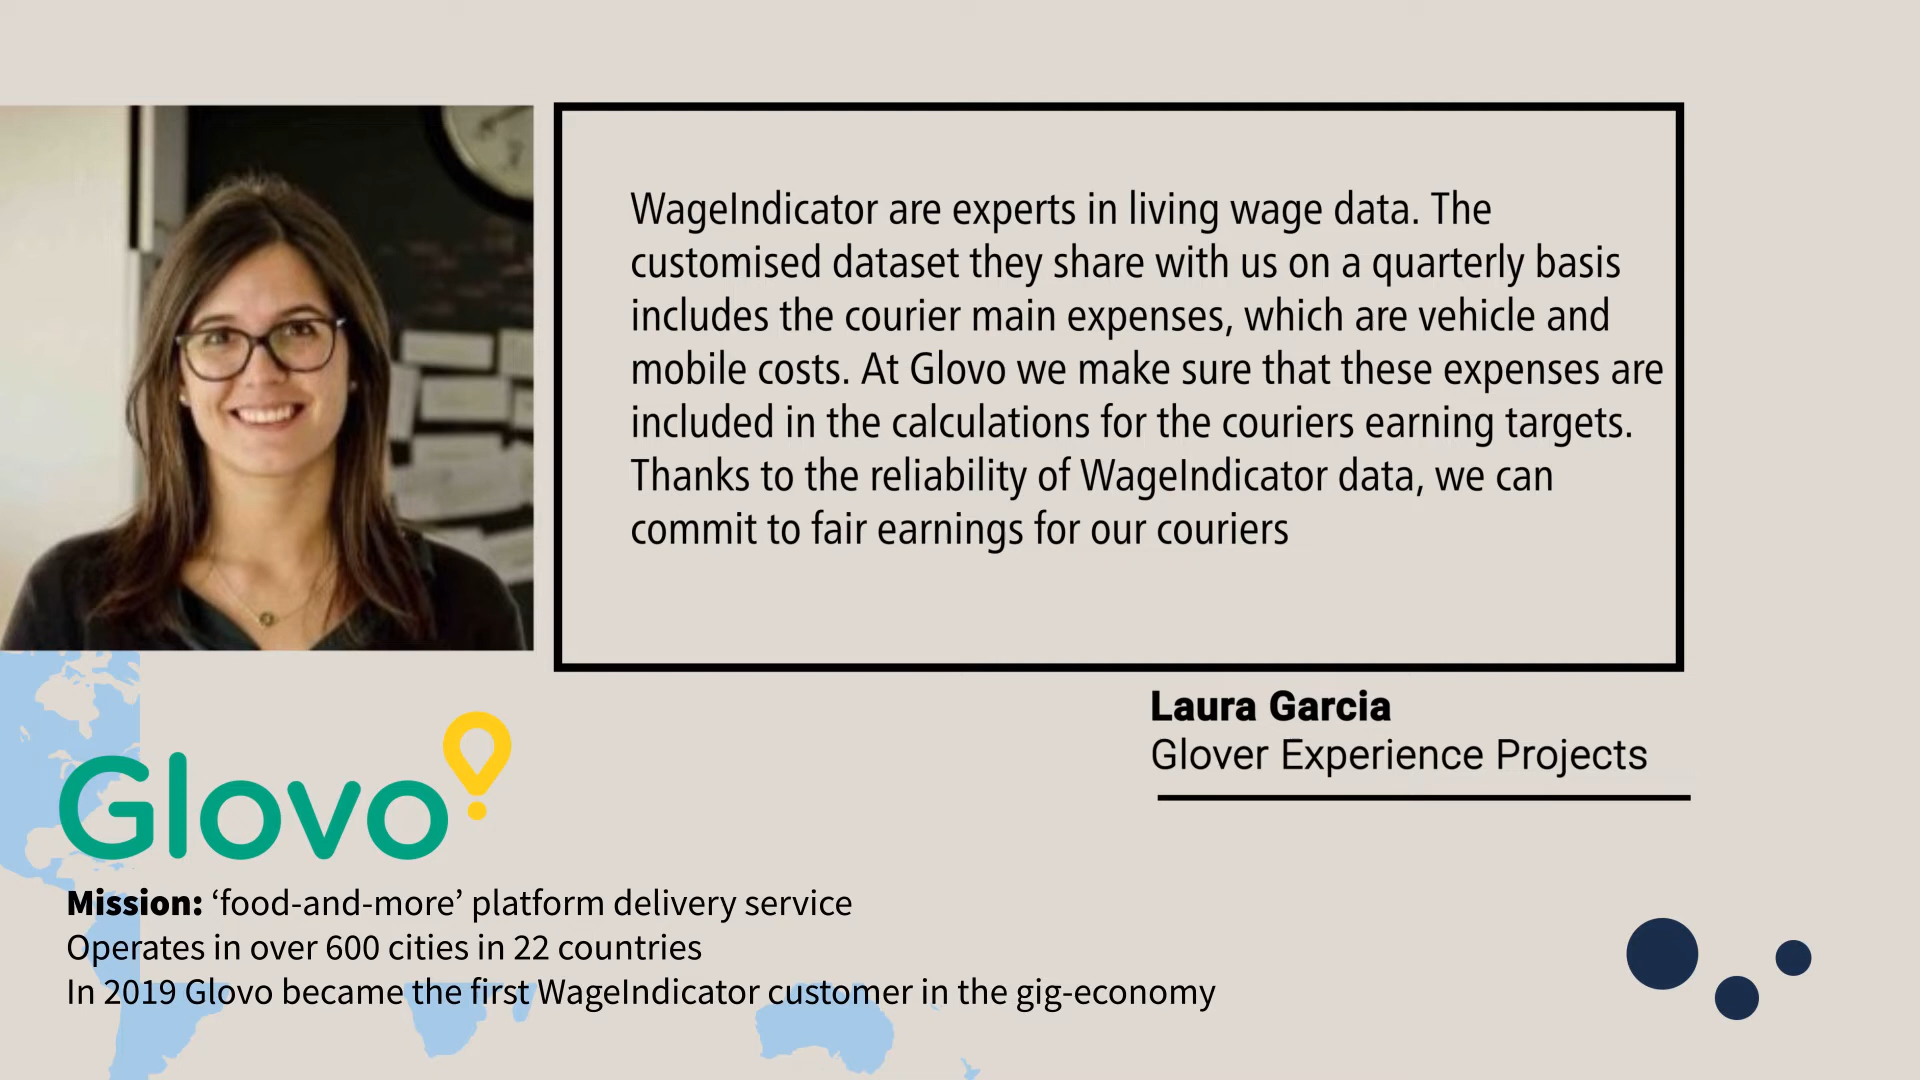 WageIndicator are experts in living wage data. The
customised dataset they share with us on a quarterly basis
includes the courier main expenses, which are vehicle and
mobile costs. At Glovo we make sure that these expenses are
included in the calculations for the couriers earning targets.
Thanks to the reliability of WageIndicator data, we can
commit to fair earnings for our couriers
Laura Garcia
Glover Experience Projects
Glovo
Mission: ‘food-and-more’ platform delivery service
Operates in over 600 cities in 22 countries
In 2019 Glovo became the first WageIndicator customer in the gig-economy